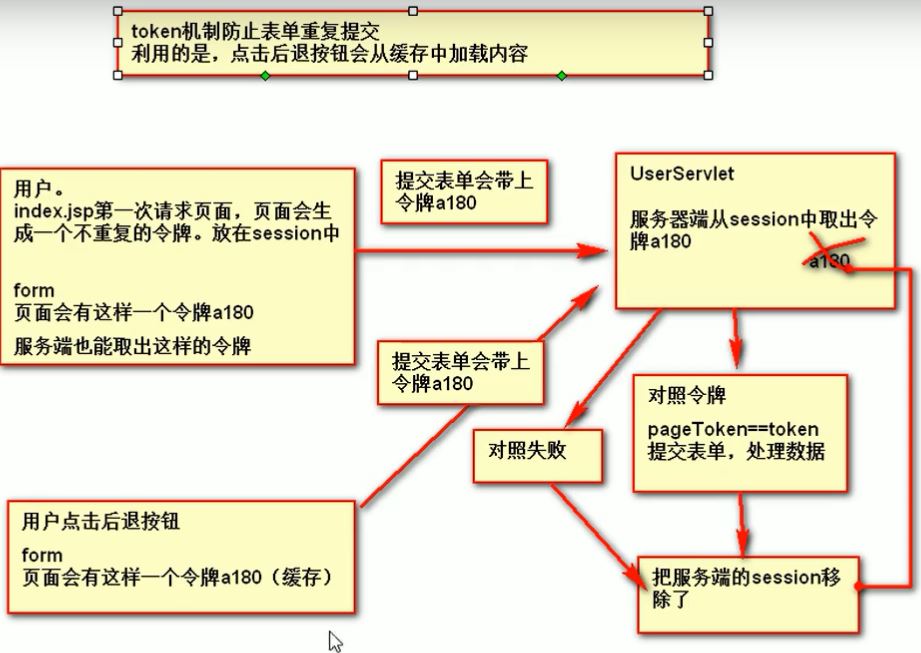 token机制防止表单重复提交
利用的是，点击后退按钮会从缓存中加载内容
用户。
index.jsp第一次请求页面，页面会生
成一个不重复的令牌。放在session中
form
页面会有这样一个令牌a180
服务端也能取出这样的令牌
提交表单会带上
令牌a180
UserServlet
服务器端从session中取出令
牌a180
a180
提交表单会带上
令牌a180
对照失败
对照令牌
pageToken==token
提交表单，处理数据
用户点击后退按钮
form
页面会有这样一个令牌a180（缓存）
把服务端的session移
除了